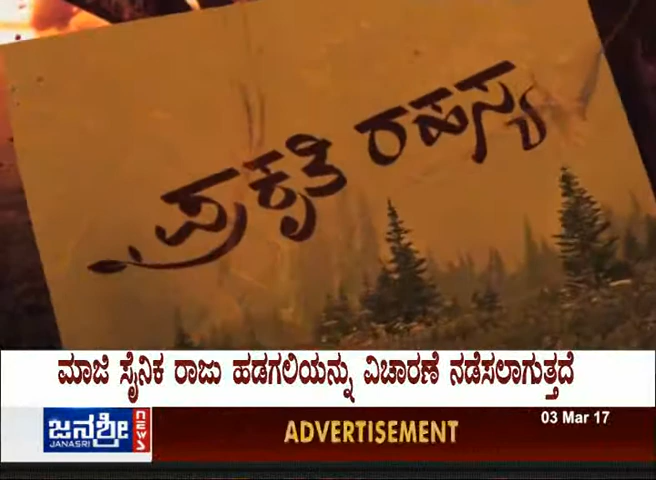 ಪ್ರಕೃತಿ ರಹಸ್ಯ
ಮಾಜಿ ಸೈನಿಕ ರಾಜು ಹಡಗಲಿಯನ್ನು ವಿಚಾರಣೆ ನಡೆಸಲಾಗುತ್ತದೆ
03 Mar 17
ಜನಶ್ರೀ NEWS
JANASRI
ADVERTISEMENT